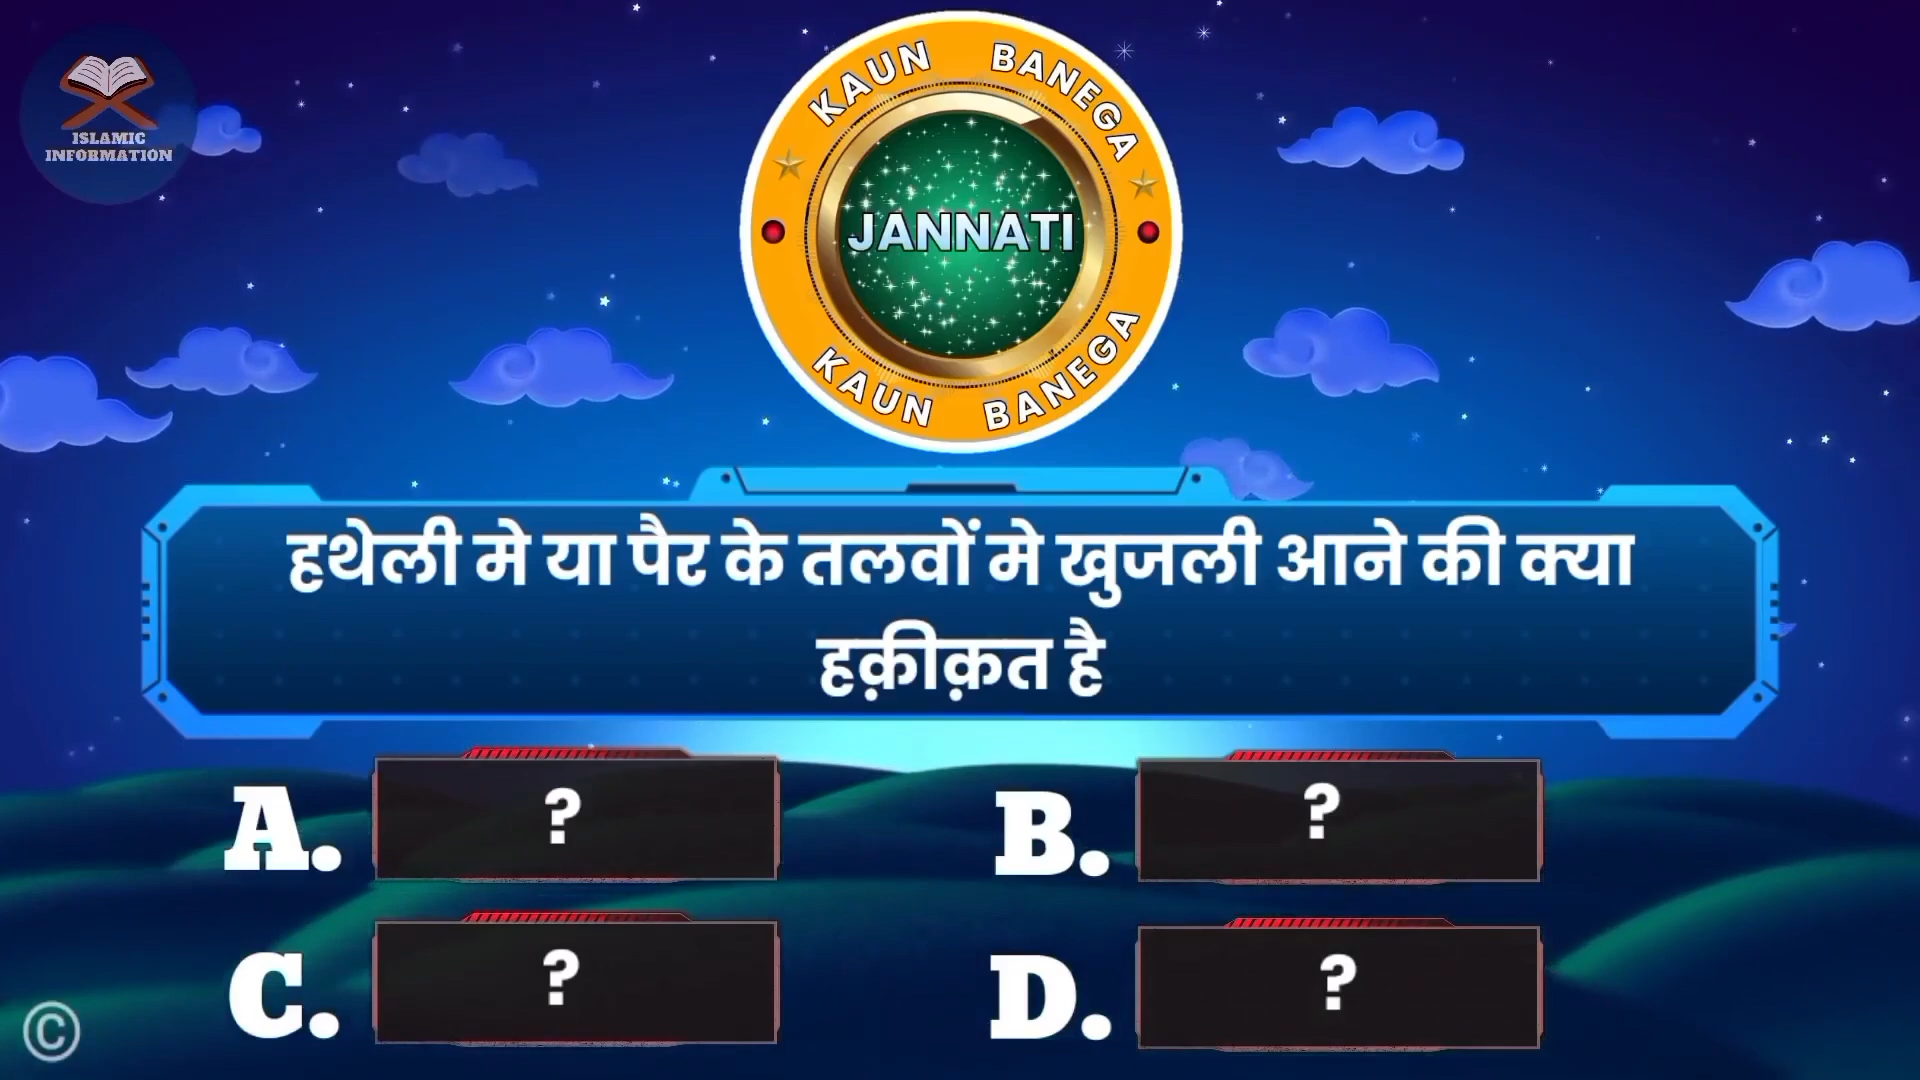 ISLAMIC
INFORMATION
KAUN BANEGA
JANNATI
KAUN BANEGA
हथेली मे या पैर के तलवों मे खुजली आने की क्या
हक़ीक़त है
A. ?
B. ?
C. ?
D. ?
©